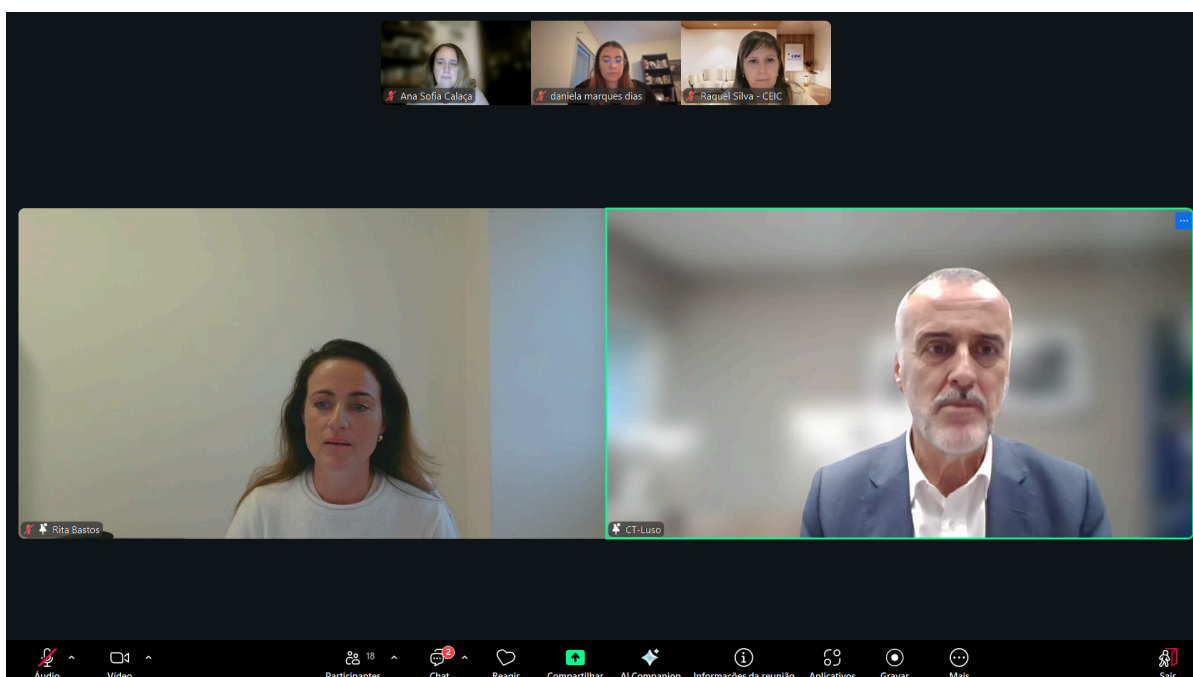 Ana Sofia Calaça
daniela marques dias
Raquel Silva - CEIC
Rita Bastos
CT-Luso
18
2
Áudio
Vídeo
Participantes
Chat
Reagir
Compartilhar
AI Companion
Informações da reunião
Aplicativos
Gravar
Mais
Sair